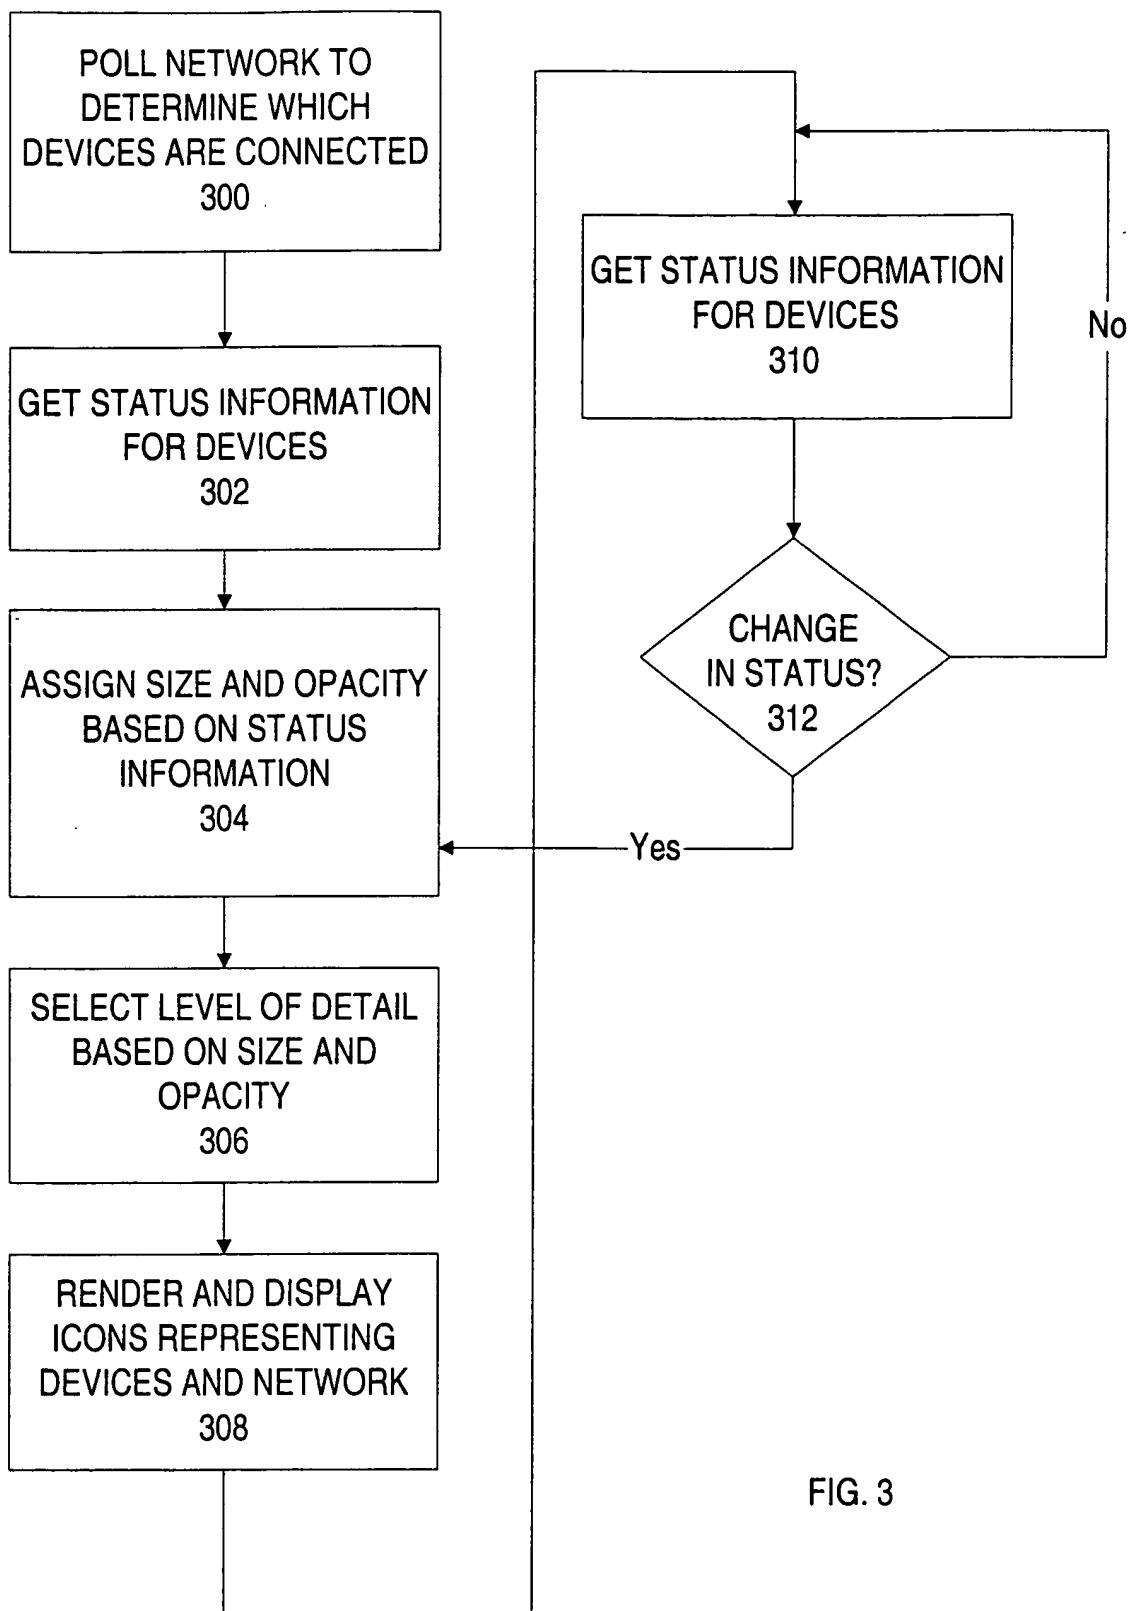 POLL NETWORK TO
DETERMINE WHICH
DEVICES ARE CONNECTED
300
GET STATUS INFORMATION
FOR DEVICES
302
ASSIGN SIZE AND OPACITY
BASED ON STATUS
INFORMATION
304
SELECT LEVEL OF DETAIL
BASED ON SIZE AND
OPACITY
306
RENDER AND DISPLAY
ICONS REPRESENTING
DEVICES AND NETWORK
308
GET STATUS INFORMATION
FOR DEVICES
310
No
CHANGE
IN STATUS?
312
Yes
FIG. 3